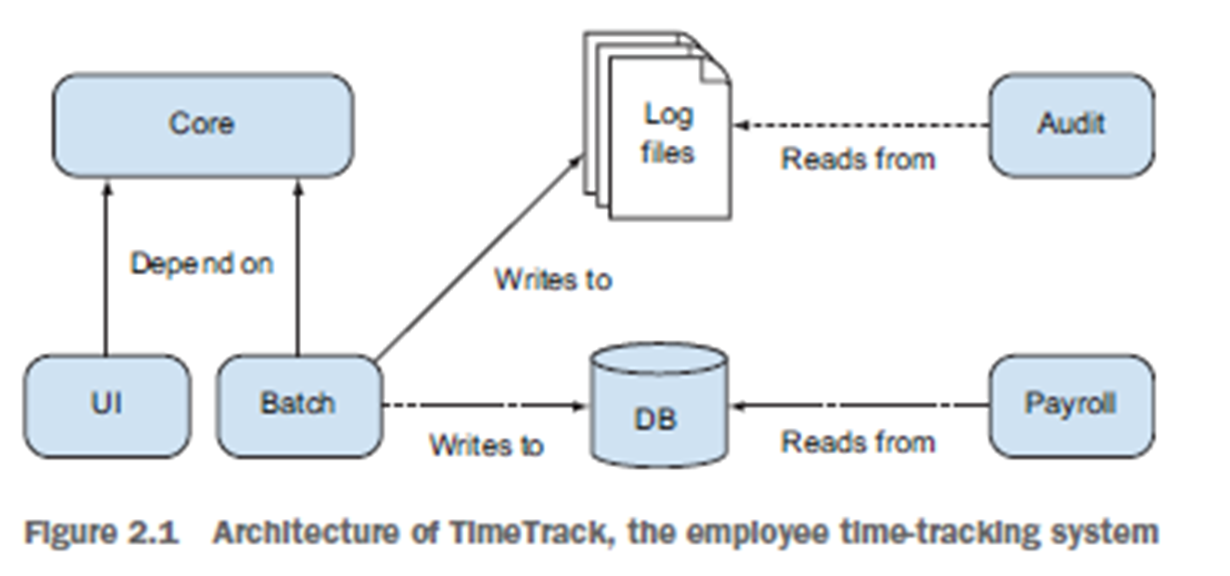 Core
Log
files
Audit
Reads from
Depend on
Writes to
UI
Batch
DB
Payroll
Writes to
Reads from
Figure 2.1 Architecture of TimeTrack, the employee time-tracking system